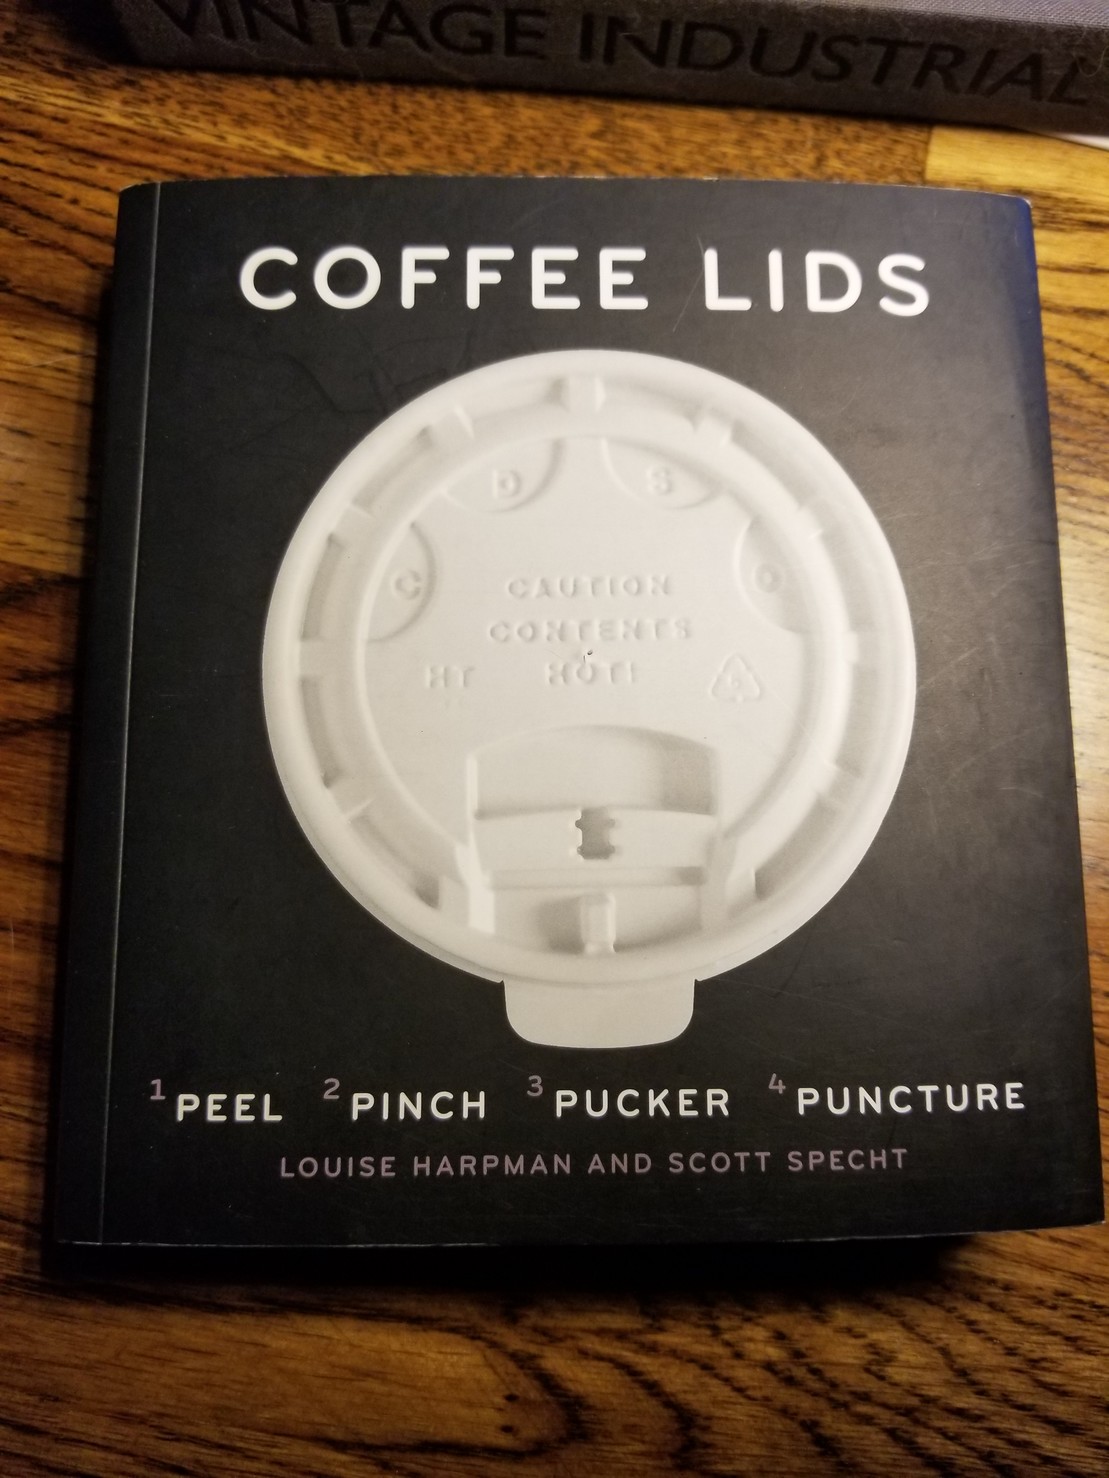 VINTAGE INDUSTRIAL
COFFEE LIDS
D S
C O
CAUTION
CONTENTS
HT HOT!
1 PEEL 2 PINCH 3 PUCKER 4 PUNCTURE
LOUISE HARPMAN AND SCOTT SPECHT